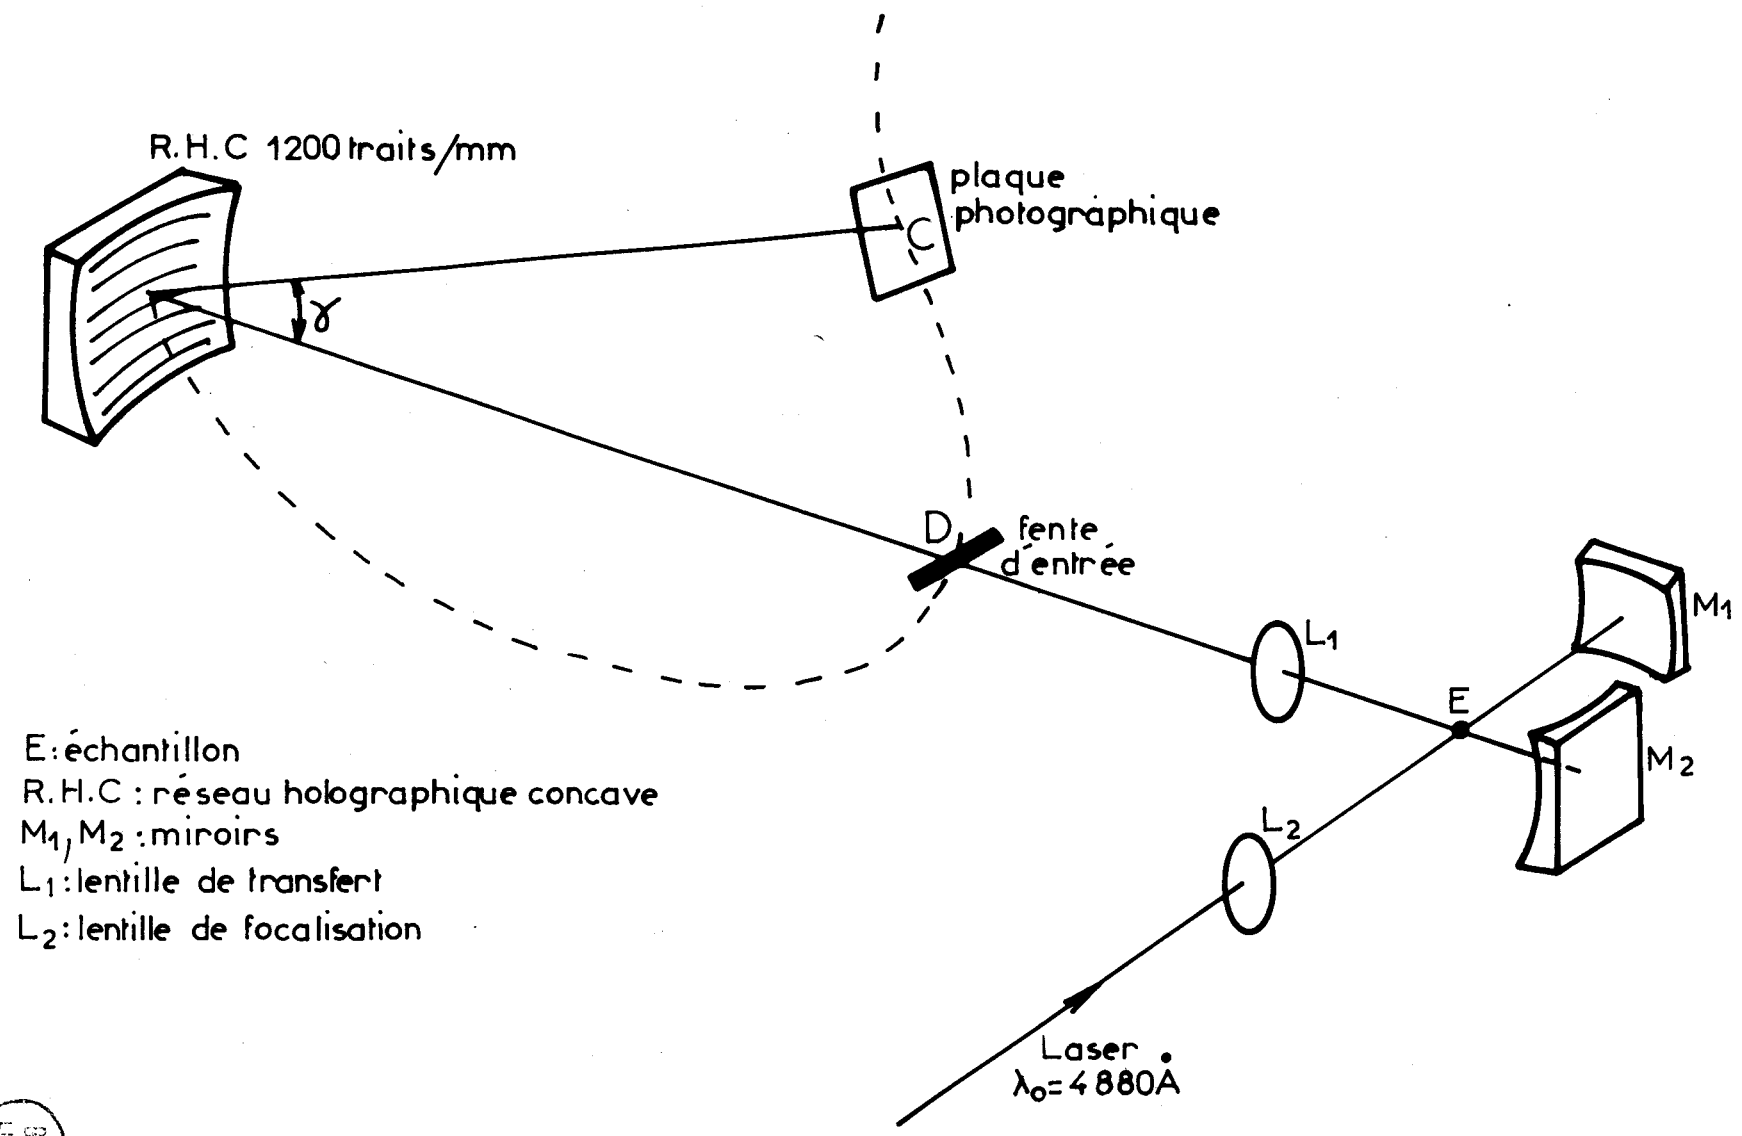 R.H.C 1200 traits/mm
plaque
photographique
C
γ
D
fente
d'entrée
L1
M1
E
M2
L2
E: échantillon
R.H.C : réseau holographique concave
M1, M2 : miroirs
L1: lentille de transfert
L2: lentille de focalisation
Laser
λ0=4880Å